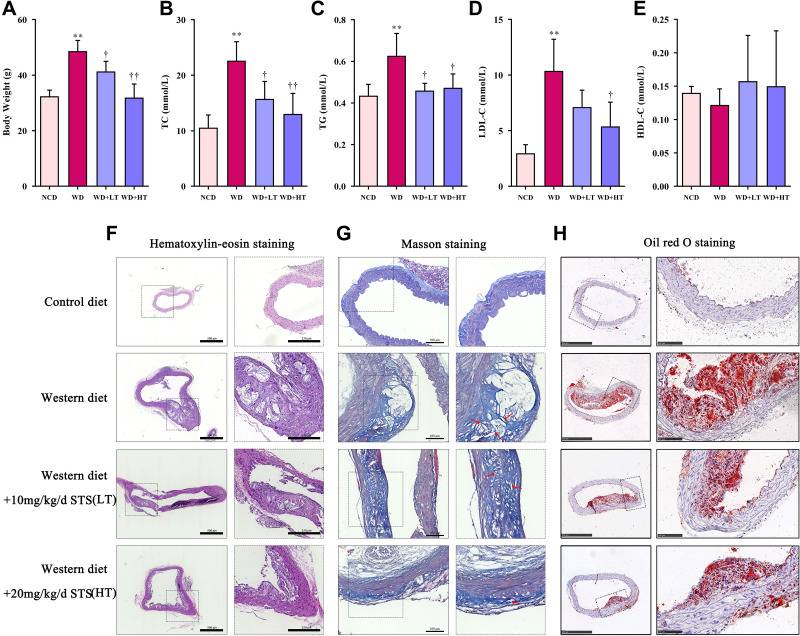 A
B
C
D
E
Body Weight (g)
60
40
20
0
**
†
††
NCD
WD
WD+LT
WD+HT
TC (mmol/L)
30
20
10
0
**
†
††
NCD
WD
WD+LT
WD+HT
TG (mmol/L)
0.8
0.6
0.4
0.2
0.0
**
†
†
NCD
WD
WD+LT
WD+HT
LDL-C (mmol/L)
15
10
5
0
**
†
NCD
WD
WD+LT
WD+HT
HDL-C (mmol/L)
0.25
0.20
0.15
0.10
0.05
0.00
NCD
WD
WD+LT
WD+HT
F
Hematoxylin-eosin staining
G
Masson staining
H
Oil red O staining
Control diet
Western diet
Western diet
+10mg/kg/d STS(LT)
Western diet
+20mg/kg/d STS(HT)